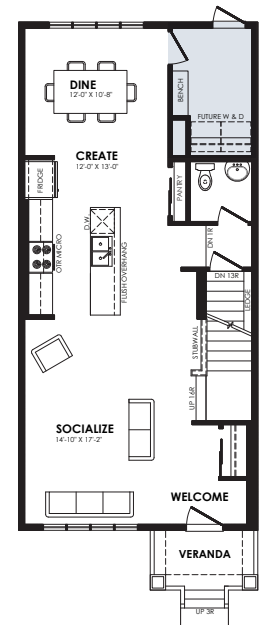 DINE
12'-0" X 10'-8"
BENCH
FUTURE W & D
CREATE
12'-0" X 13'-0"
FRIDGE
PANTRY
D.W
DN 1R
OTR MICRO
FLUSH OVERHANG
DN 13R
LEDGE
STUBWALL
UP 16R
SOCIALIZE
14'-10" X 17'-2"
WELCOME
VERANDA
UP 3R